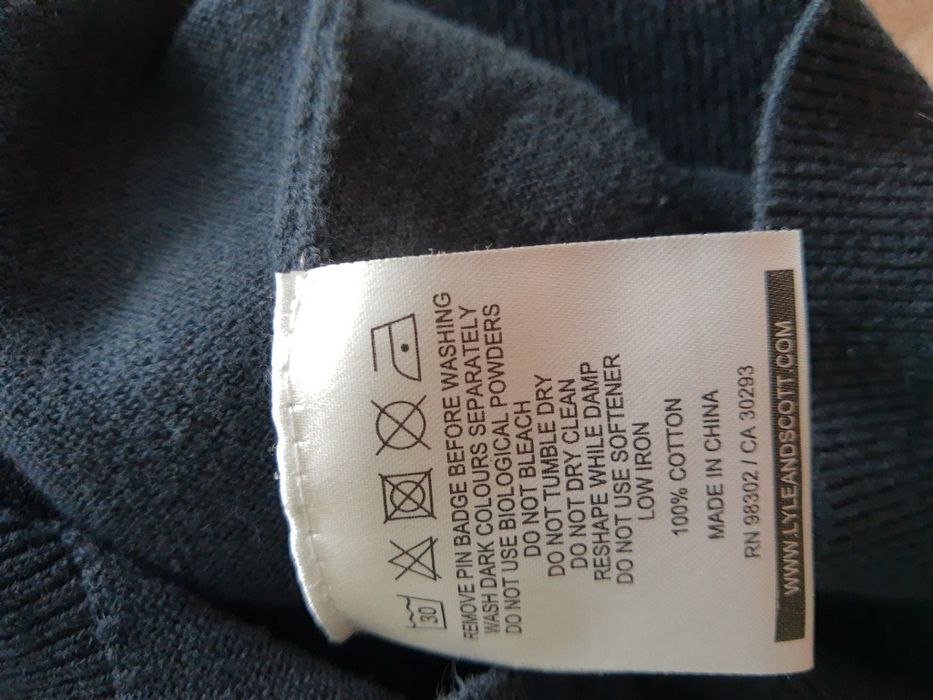 30
REMOVE PIN BADGE BEFORE WASHING
WASH DARK COLOURS SEPARATELY
DO NOT USE BIOLOGICAL POWDERS
DO NOT BLEACH
DO NOT TUMBLE DRY
DO NOT DRY CLEAN
RESHAPE WHILE DAMP
DO NOT USE SOFTENER
LOW IRON
100% COTTON
MADE IN CHINA
RN 98302 / CA 30293
WWW.LYLEANDSCOTT.COM